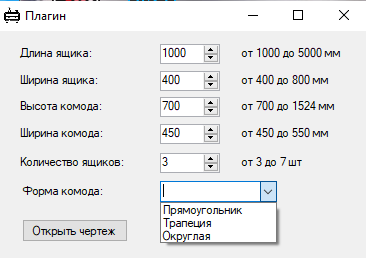 Плагин
Длина ящика: 1000 от 1000 до 5000 мм
Ширина ящика: 400 от 400 до 800 мм
Высота комода: 700 от 700 до 1524 мм
Ширина комода: 450 от 450 до 550 мм
Количество ящиков: 3 от 3 до 7 шт
Форма комода:
Прямоугольник
Трапеция
Округлая
Открыть чертеж